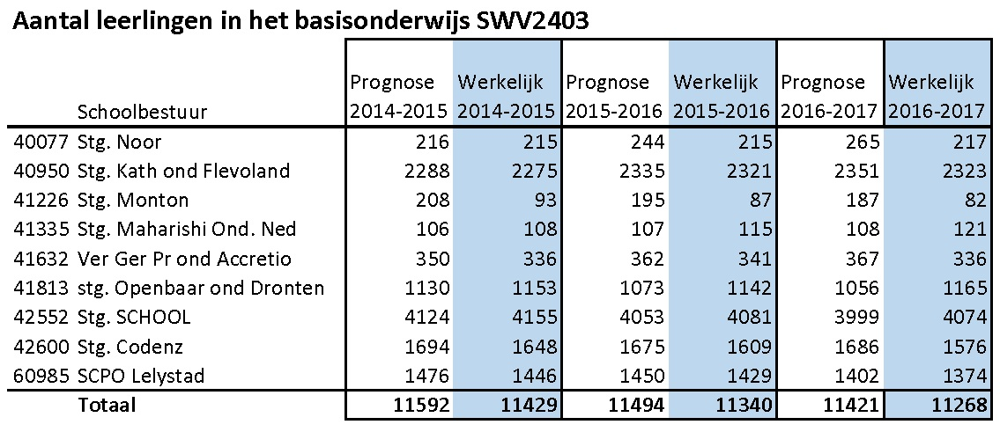 Aantal leerlingen in het basisonderwijs SWV2403
Prognose Werkelijk Prognose Werkelijk Prognose Werkelijk
Schoolbestuur 2014-2015 2014-2015 2015-2016 2015-2016 2016-2017 2016-2017
40077 Stg. Noor 216 215 244 215 265 217
40950 Stg. Kath ond Flevoland 2288 2275 2335 2321 2351 2323
41226 Stg. Monton 208 93 195 87 187 82
41335 Stg. Maharishi Ond. Ned 106 108 107 115 108 121
41632 Ver Ger Pr ond Accretio 350 336 362 341 367 336
41813 stg. Openbaar ond Dronten 1130 1153 1073 1142 1056 1165
42552 Stg. SCHOOL 4124 4155 4053 4081 3999 4074
42600 Stg. Codenz 1694 1648 1675 1609 1686 1576
60985 SCPO Lelystad 1476 1446 1450 1429 1402 1374
Totaal 11592 11429 11494 11340 11421 11268